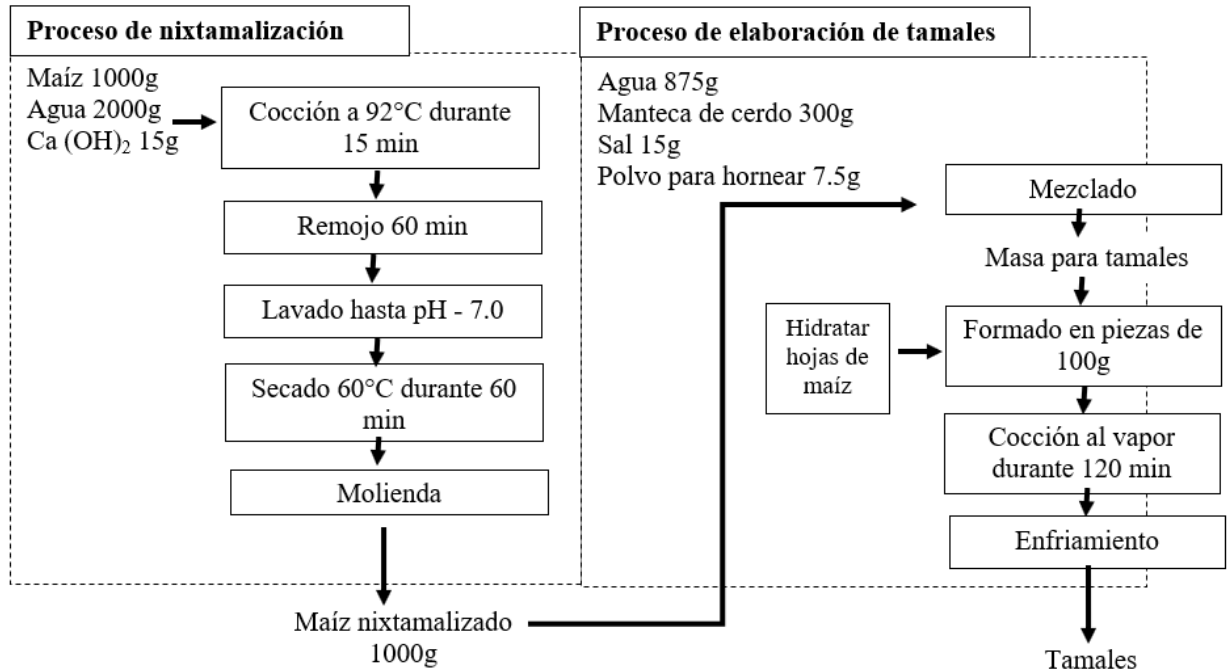 Proceso de nixtamalización
Maíz 1000g
Agua 2000g
Ca (OH)₂ 15g
Cocción a 92°C durante
15 min
Remojo 60 min
Lavado hasta pH - 7.0
Secado 60°C durante 60
min
Molienda
Maíz nixtamalizado
1000g
Proceso de elaboración de tamales
Agua 875g
Manteca de cerdo 300g
Sal 15g
Polvo para hornear 7.5g
Mezclado
Masa para tamales
Hidratar
hojas de
maíz
Formado en piezas de
100g
Cocción al vapor
durante 120 min
Enfriamiento
Tamales